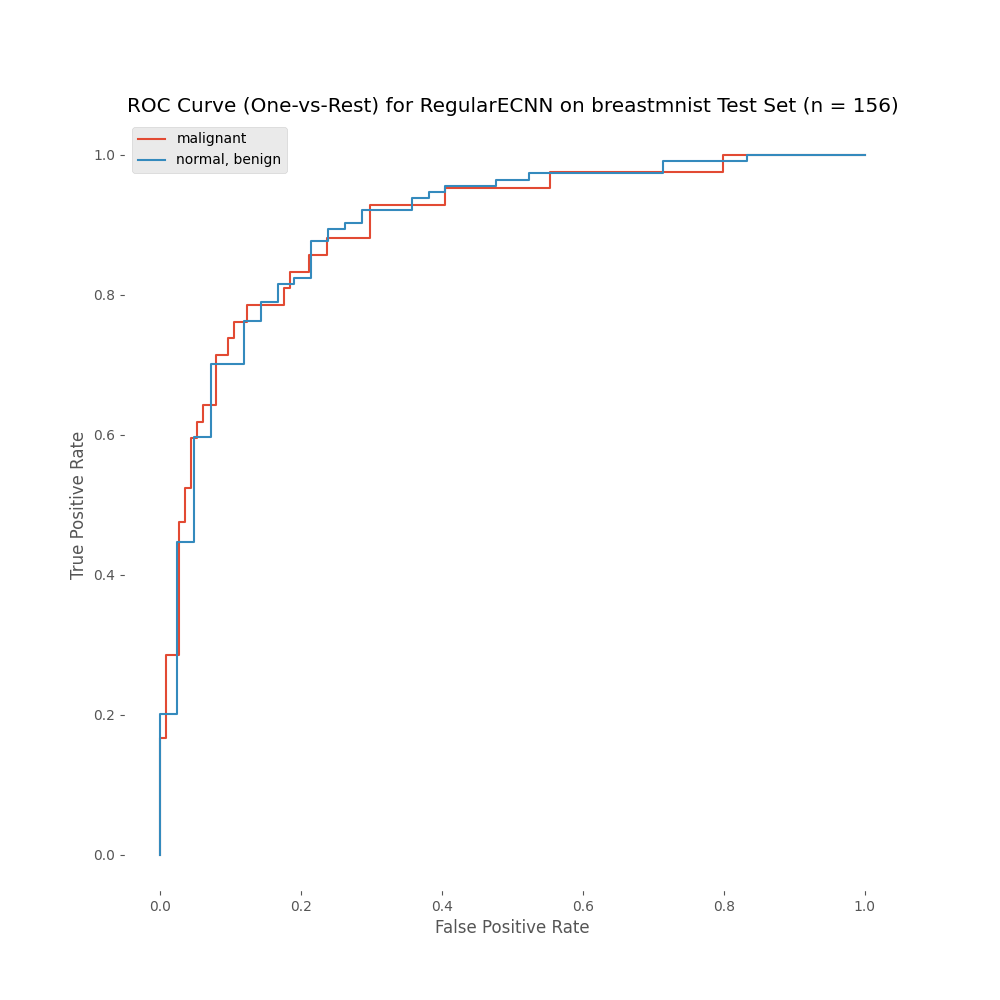 ROC Curve (One-vs-Rest) for RegularECNN on breastmnist Test Set (n = 156)
malignant
normal, benign
1.0
0.8
0.6
0.4
0.2
0.0
True Positive Rate
0.0 0.2 0.4 0.6 0.8 1.0
False Positive Rate